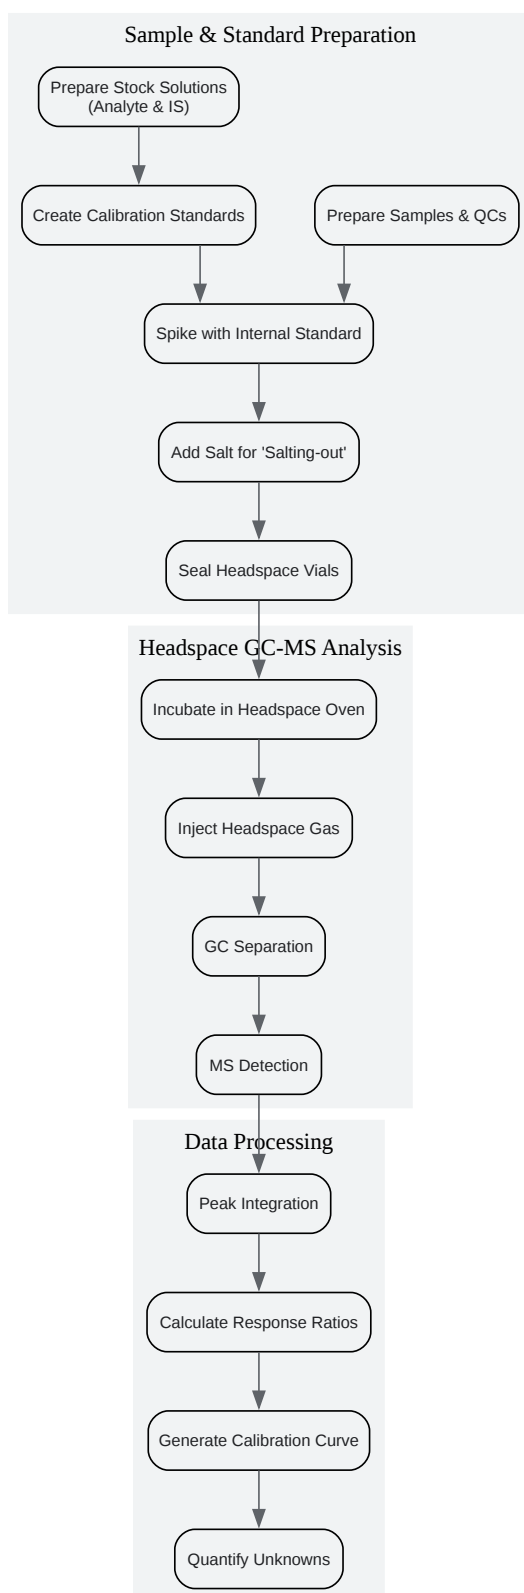 Sample & Standard Preparation
Prepare Stock Solutions
(Analyte & IS)
Create Calibration Standards
Prepare Samples & QCs
Spike with Internal Standard
Add Salt for 'Salting-out'
Seal Headspace Vials
Headspace GC-MS Analysis
Incubate in Headspace Oven
Inject Headspace Gas
GC Separation
MS Detection
Data Processing
Peak Integration
Calculate Response Ratios
Generate Calibration Curve
Quantify Unknowns